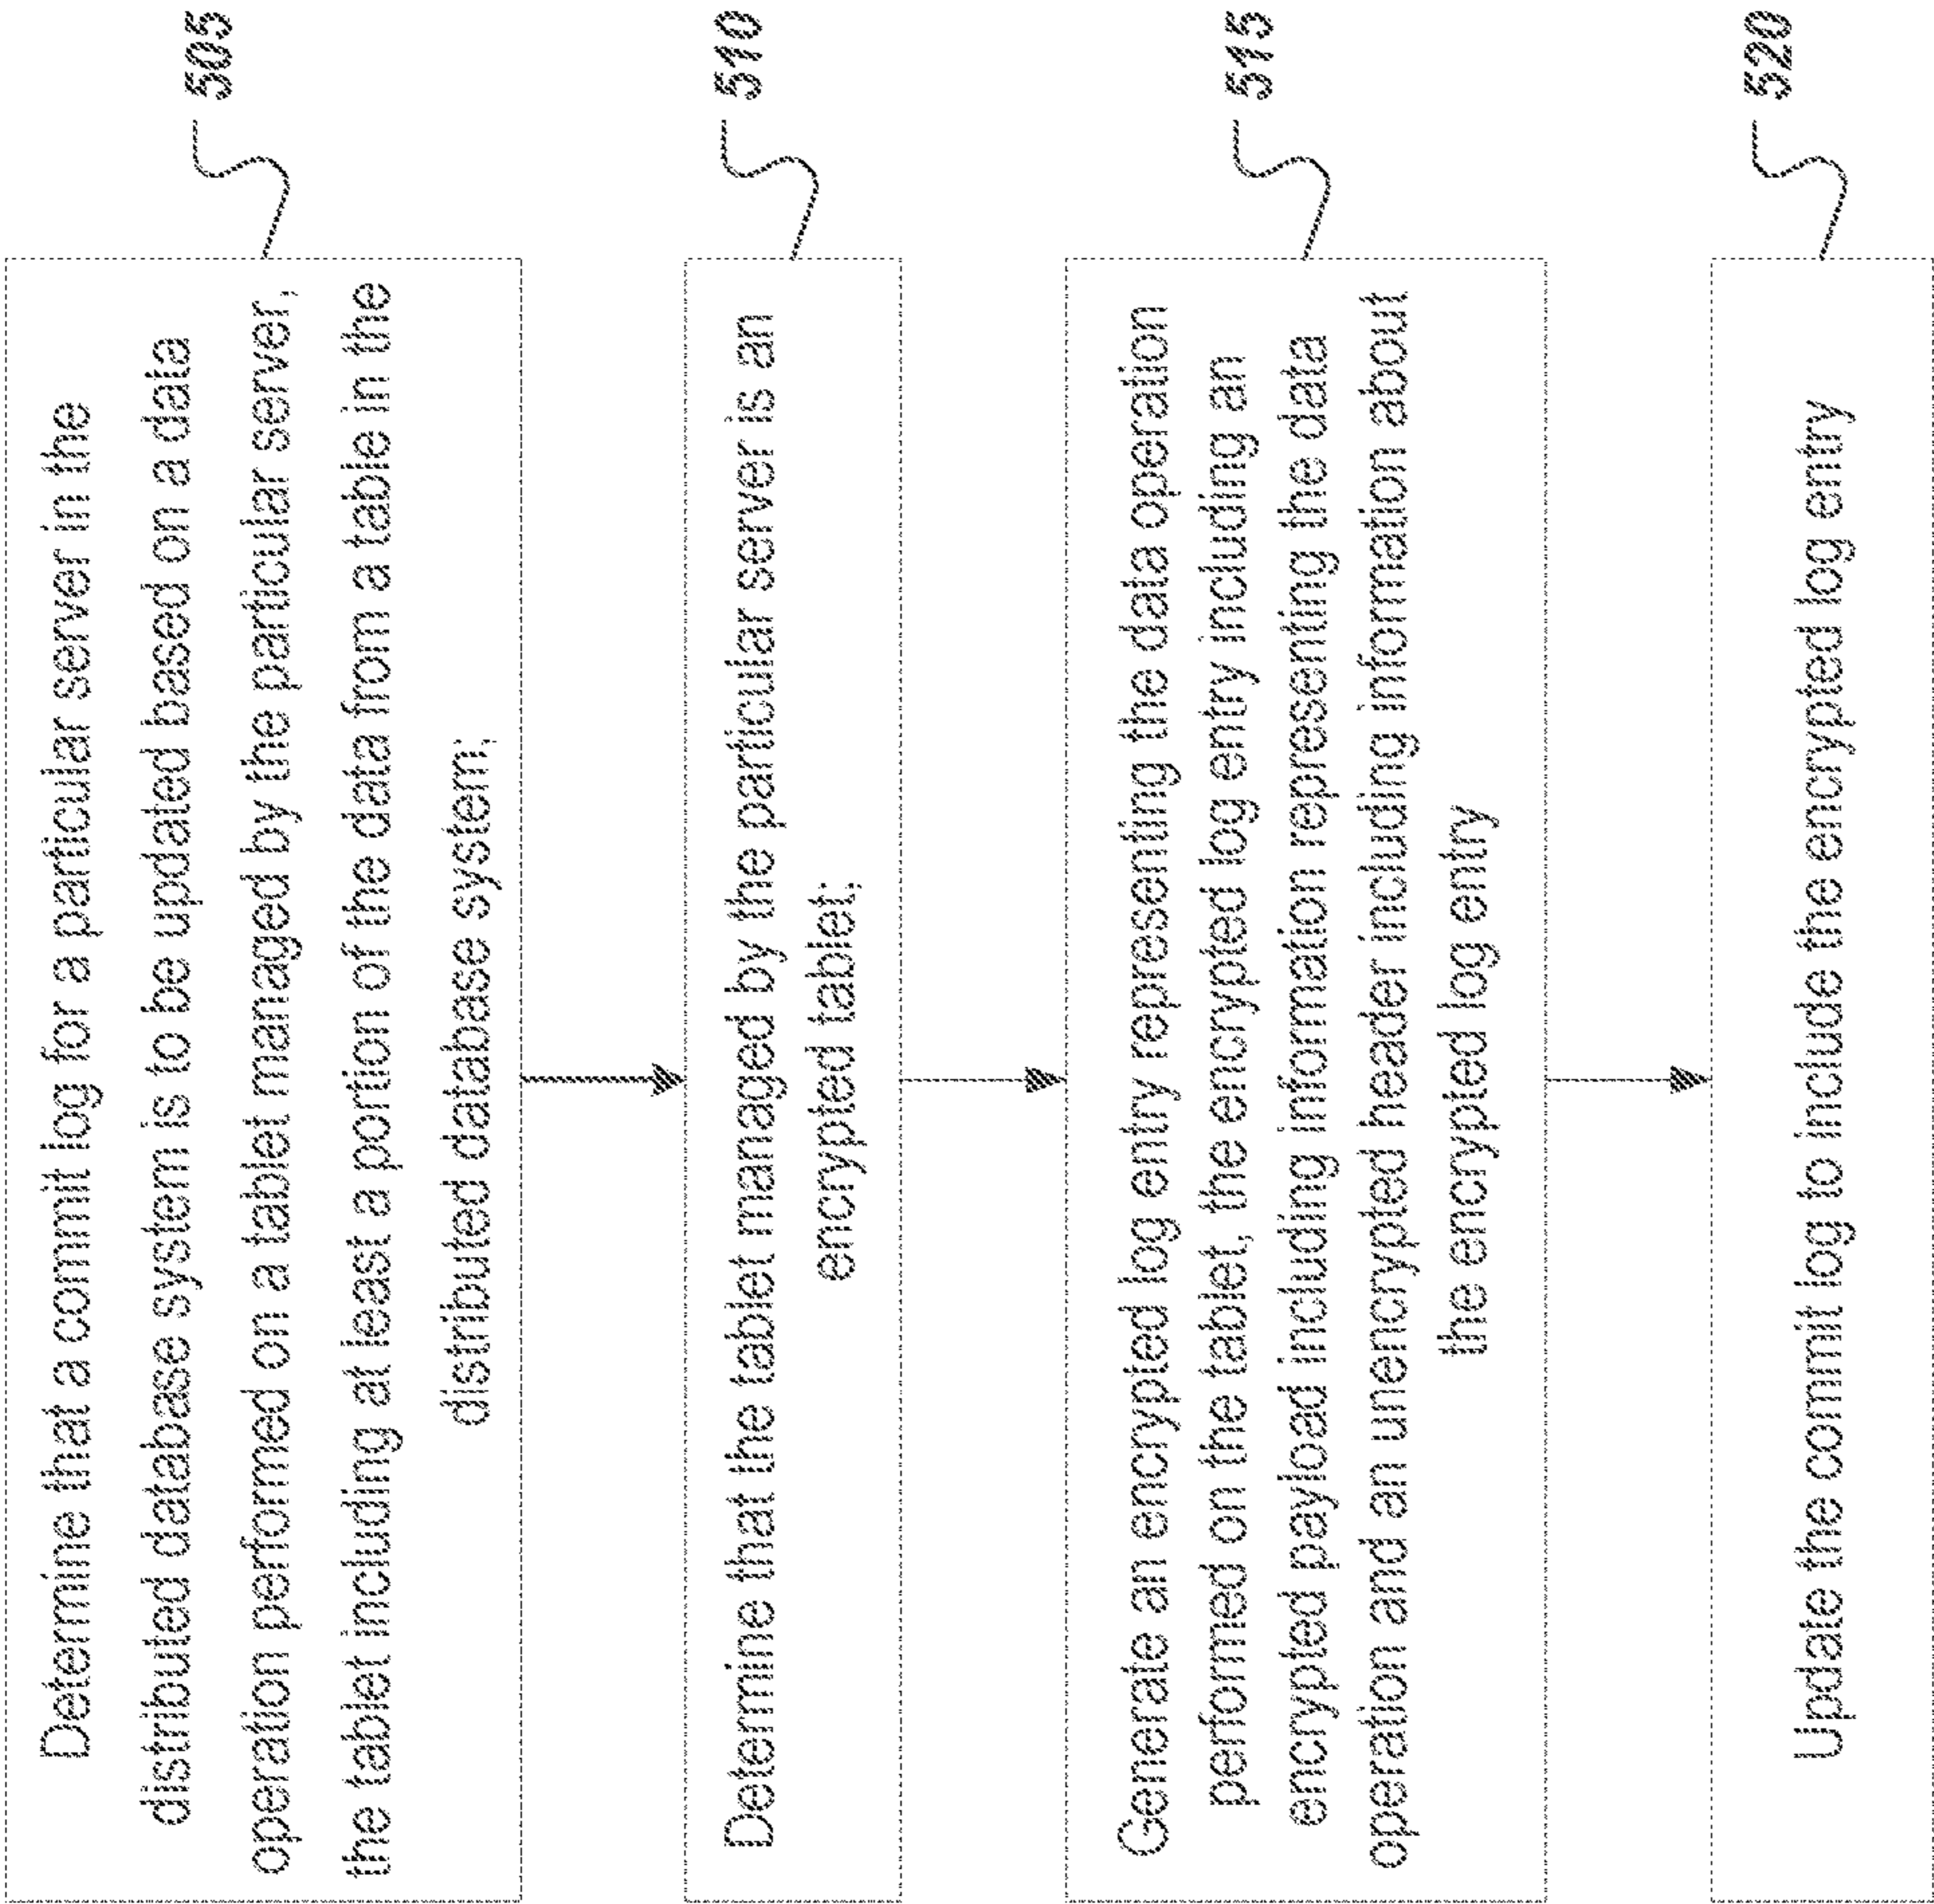 Determine that a commit log for a particular server in the
distributed database system is to be updated based on a data
operation performed on a tablet managed by the particular server,
the tablet including at least a portion of the data from a table in the
distributed database system;
505
Determine that the tablet managed by the particular server is an
encrypted tablet;
510
Generate an encrypted log entry representing the data operation
performed on the tablet, the encrypted log entry including an
encrypted payload including information representing the data
operation and an unencrypted header including information about
the encrypted log entry
515
Update the commit log to include the encrypted log entry
520